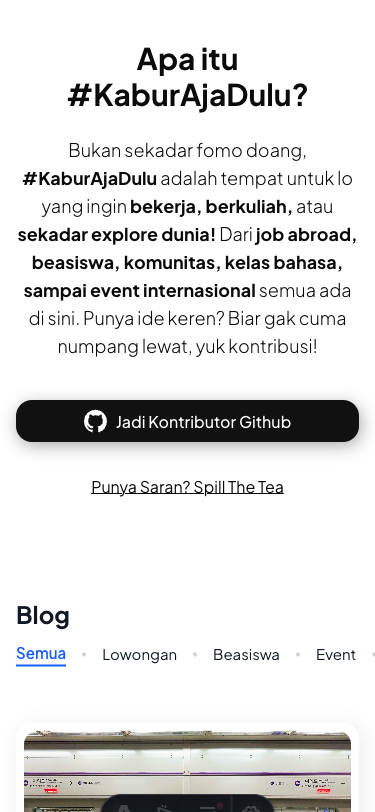 Apa itu
#KaburAjaDulu?
Bukan sekadar fomo doang,
#KaburAjaDulu adalah tempat untuk lo
yang ingin bekerja, berkuliah, atau
sekadar explore dunia! Dari job abroad,
beasiswa, komunitas, kelas bahasa,
sampai event internasional semua ada
di sini. Punya ide keren? Biar gak cuma
numpang lewat, yuk kontribusi!
Jadi Kontributor Github
Punya Saran? Spill The Tea
Blog
Semua • Lowongan • Beasiswa • Event